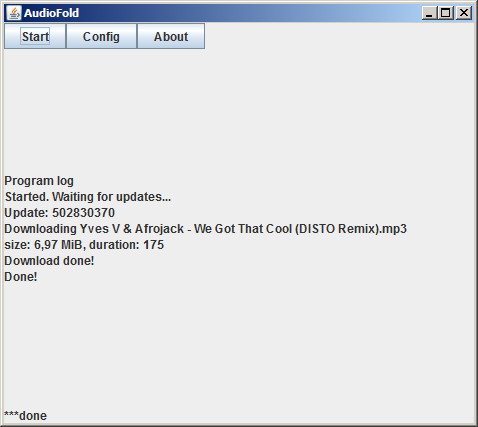 AudioFold
Start Config About
Program log
Started. Waiting for updates...
Update: 502830370
Downloading Yves V & Afrojack - We Got That Cool (DISTO Remix).mp3
size: 6,97 MiB, duration: 175
Download done!
Done!
***done